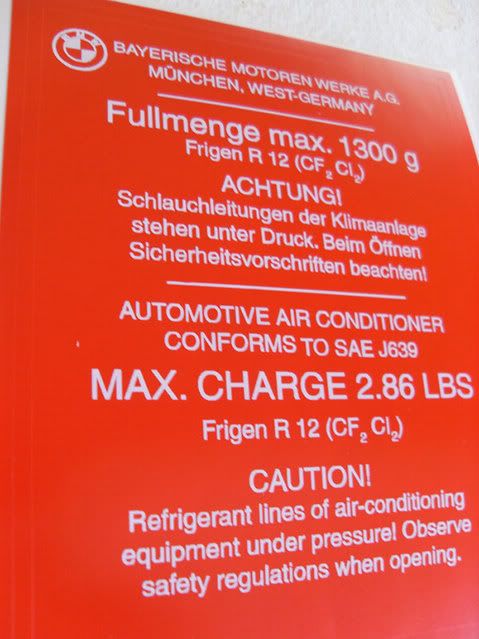 BMW
BAYERISCHE MOTOREN WERKE A.G.
MÜNCHEN, WEST-GERMANY
Fullmenge max. 1300 g
Frigen R 12 (CF₂ Cl₂)
ACHTUNG!
Schlauchleitungen der Klimaanlage
stehen unter Druck. Beim Öffnen
Sicherheitsvorschriften beachten!
AUTOMOTIVE AIR CONDITIONER
CONFORMS TO SAE J639
MAX. CHARGE 2.86 LBS
Frigen R 12 (CF₂ Cl₂)
CAUTION!
Refrigerant lines of air-conditioning
equipment under pressure! Observe
safety regulations when opening.